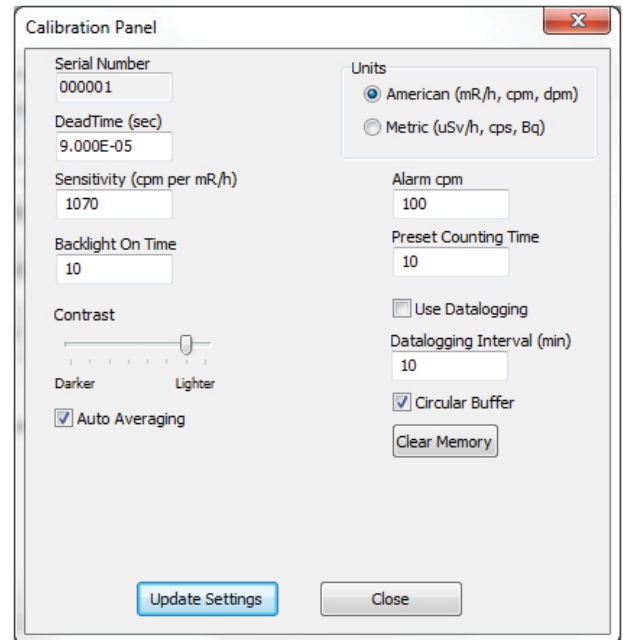 Calibration Panel
Serial Number
000001
DeadTime (sec)
9.000E-05
Sensitivity (cpm per mR/h)
1070
Backlight On Time
10
Contrast
Darker Lighter
Auto Averaging
Units
American (mR/h, cpm, dpm)
Metric (uSv/h, cps, Bq)
Alarm cpm
100
Preset Counting Time
10
Use Datalogging
Datalogging Interval (min)
10
Circular Buffer
Clear Memory
Update Settings Close